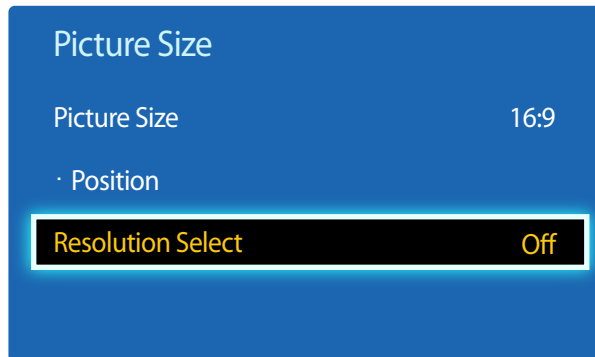 Picture Size
Picture Size 16:9
· Position
Resolution Select Off